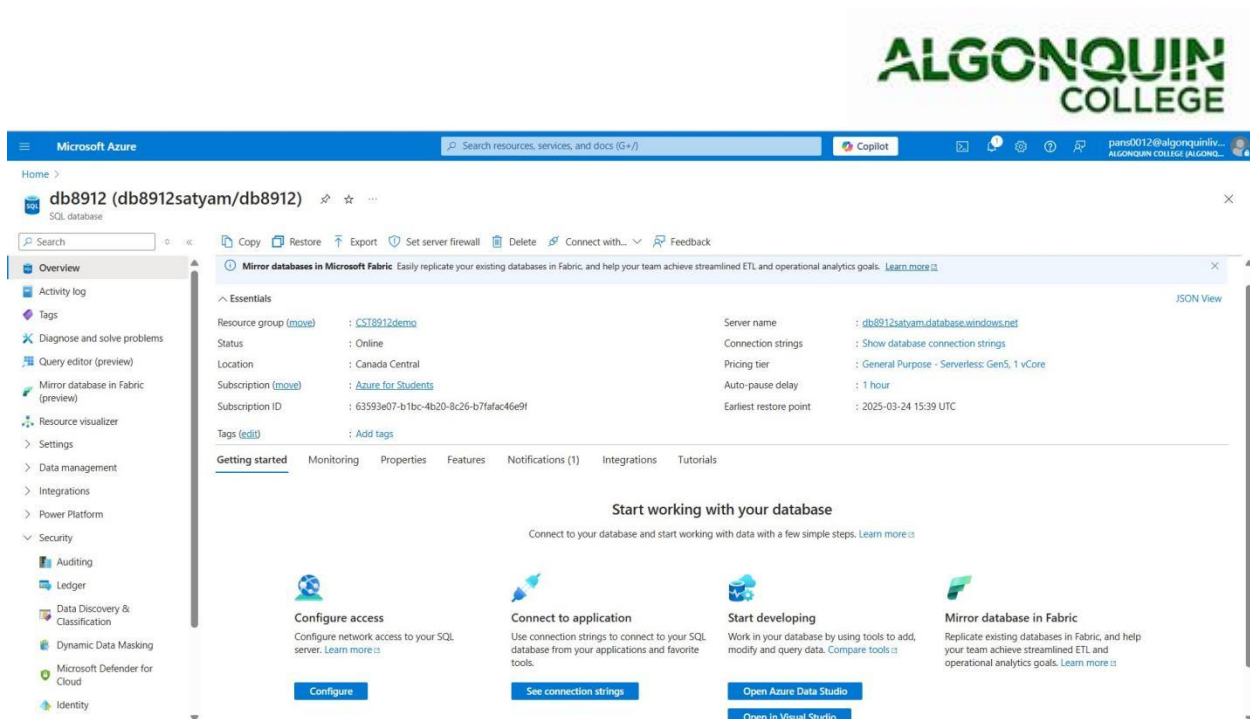 ALGONQUIN
COLLEGE
Microsoft Azure
Search resources, services, and docs (G+/)
Copilot
1
pans0012@algonquinliv...
ALGONQUIN COLLEGE (ALGONQ...
Home >
db8912 (db8912satyam/db8912)
SQL database
Search
Copy
Restore
Export
Set server firewall
Delete
Connect with...
Feedback
Overview
Activity log
Tags
Diagnose and solve problems
Query editor (preview)
Mirror database in Fabric
(preview)
Resource visualizer
Settings
Data management
Integrations
Power Platform
Security
Auditing
Ledger
Data Discovery &
Classification
Dynamic Data Masking
Microsoft Defender for
Cloud
Identity
Mirror databases in Microsoft Fabric Easily replicate your existing databases in Fabric, and help your team achieve streamlined ETL and operational analytics goals. Learn more
Essentials
JSON View
Resource group (move) : CST8912demo
Status : Online
Location : Canada Central
Subscription (move) : Azure for Students
Subscription ID : 63593e07-b1bc-4b20-8c26-b7fafac46e9f
Server name : db8912satyam.database.windows.net
Connection strings : Show database connection strings
Pricing tier : General Purpose - Serverless: Gen5, 1 vCore
Auto-pause delay : 1 hour
Earliest restore point : 2025-03-24 15:39 UTC
Tags (edit) : Add tags
Getting started
Monitoring
Properties
Features
Notifications (1)
Integrations
Tutorials
Start working with your database
Connect to your database and start working with data with a few simple steps. Learn more
Configure access
Configure network access to your SQL
server. Learn more
Configure
Connect to application
Use connection strings to connect to your SQL
database from your applications and favorite
tools.
See connection strings
Start developing
Work in your database by using tools to add,
modify and query data. Compare tools
Open Azure Data Studio
Open in Visual Studio
Mirror database in Fabric
Replicate existing databases in Fabric, and help
your team achieve streamlined ETL and
operational analytics goals. Learn more